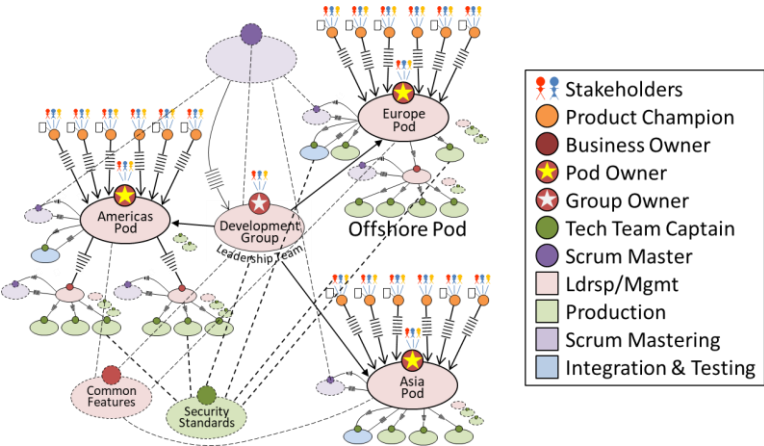 Europe
Pod
Americas
Pod
Development
Group
Leadership Team
Offshore Pod
Common
Features
Security
Standards
Asia
Pod
Stakeholders
Product Champion
Business Owner
Pod Owner
Group Owner
Tech Team Captain
Scrum Master
Ldrsp/Mgmt
Production
Scrum Mastering
Integration & Testing